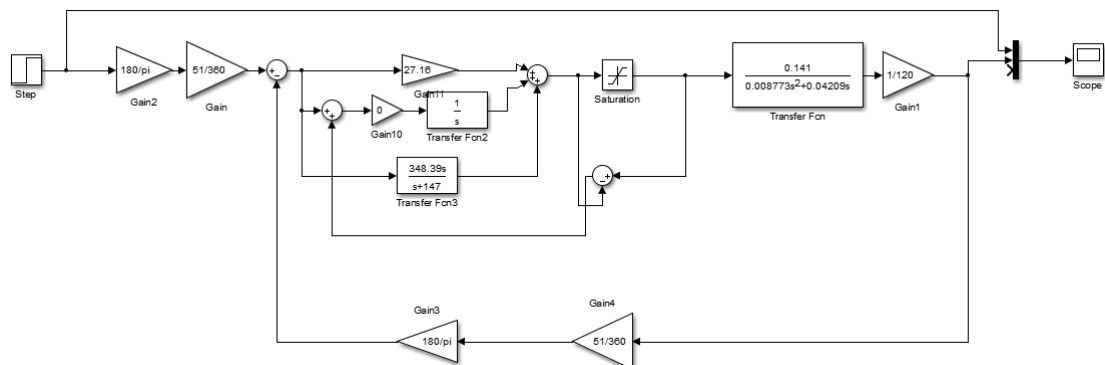 Step
180/pi
Gain2
51/360
Gain
+
−
27.16
Gain11
+
+
0
Gain10
1
s
Transfer Fcn2
348.39s
s+147
Transfer Fcn3
+
+
+
Saturation
−
+
0.141
0.008773s²+0.04209s
Transfer Fcn
1/120
Gain1
Scope
Gain3
180/pi
Gain4
51/360